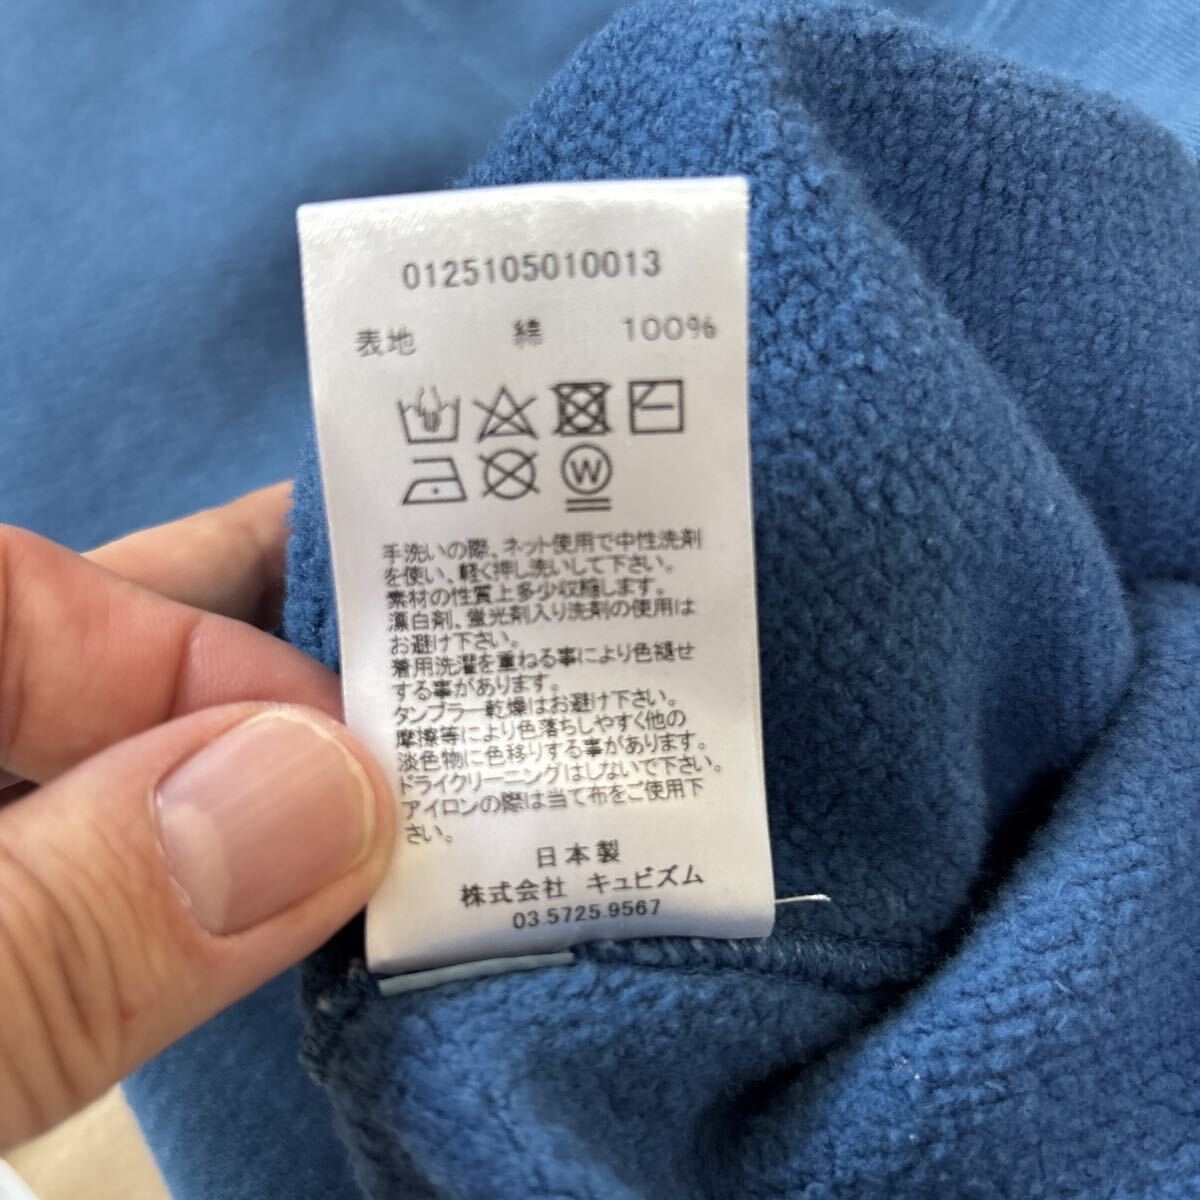 0125105010013
表地 綿 100%
W
手洗いの際、ネット使用で中性洗剤
を使い、軽く押し洗いして下さい。
素材の性質上多少収縮します。
漂白剤、蛍光剤入り洗剤の使用は
お避け下さい。
着用洗濯を重ねる事により色褪せ
する事があります。
タンブラー乾燥はお避け下さい。
摩擦等により色落ちしやすく他の
淡色物に色移りする事があります。
ドライクリーニングはしないで下さい。
アイロンの際は当て布をご使用下
さい。
日本製
株式会社 キュビズム
03.5725.9567